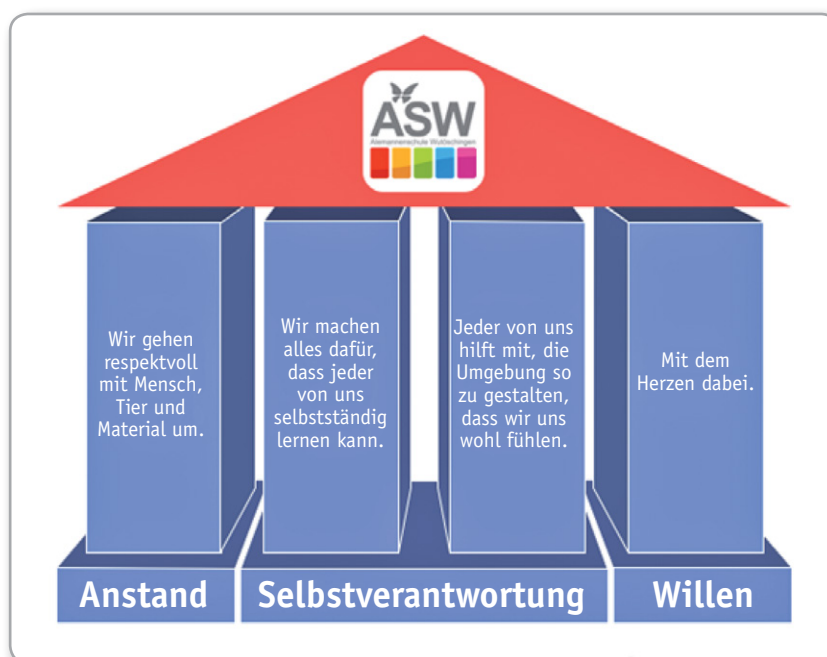 ASW
Alemannenschule Wutöschingen
Wir gehen
respektvoll
mit Mensch,
Tier und
Material um.
Wir machen
alles dafür,
dass jeder
von uns
selbstständig
lernen kann.
Jeder von uns
hilft mit, die
Umgebung so
zu gestalten,
dass wir uns
wohl fühlen.
Mit dem
Herzen dabei.
Anstand
Selbstverantwortung
Willen